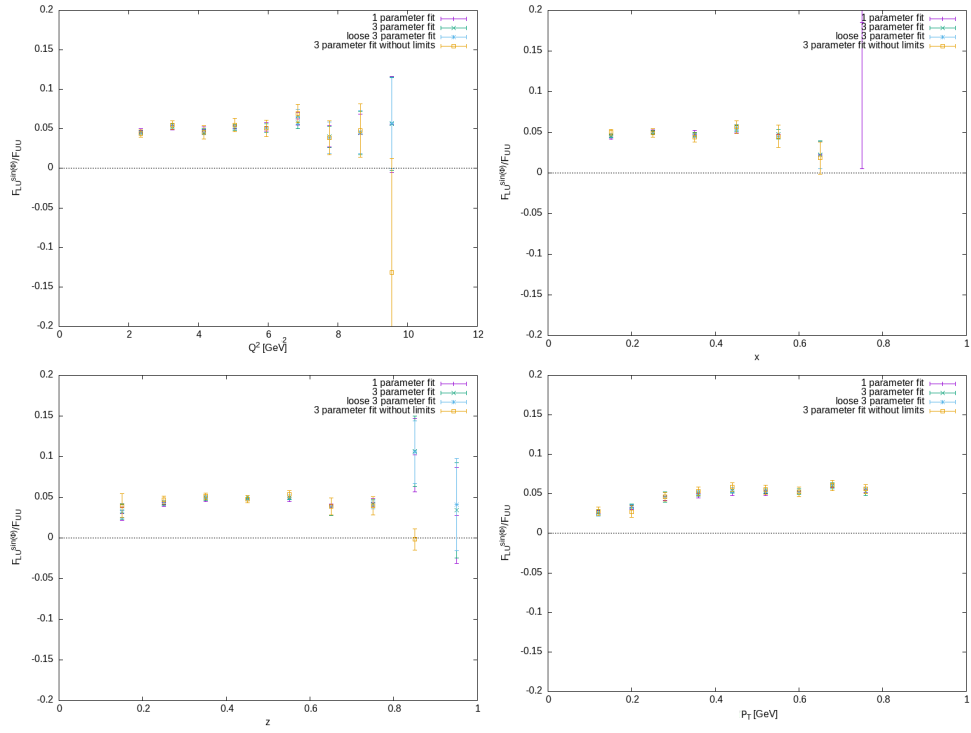 1 parameter fit
3 parameter fit
loose 3 parameter fit
3 parameter fit without limits
0.2
0.15
0.1
0.05
0
-0.05
-0.1
-0.15
-0.2
0 2 4 6 8 10 12
Q² [GeV²]
F_LU^sin(Φ)/F_UU
1 parameter fit
3 parameter fit
loose 3 parameter fit
3 parameter fit without limits
0.2
0.15
0.1
0.05
0
-0.05
-0.1
-0.15
-0.2
0 0.2 0.4 0.6 0.8 1
x
F_LU^sin(Φ)/F_UU
1 parameter fit
3 parameter fit
loose 3 parameter fit
3 parameter fit without limits
0.2
0.15
0.1
0.05
0
-0.05
-0.1
-0.15
-0.2
0 0.2 0.4 0.6 0.8 1
z
F_LU^sin(Φ)/F_UU
1 parameter fit
3 parameter fit
loose 3 parameter fit
3 parameter fit without limits
0.2
0.15
0.1
0.05
0
-0.05
-0.1
-0.15
-0.2
0 0.2 0.4 0.6 0.8 1
p_T [GeV]
F_LU^sin(Φ)/F_UU